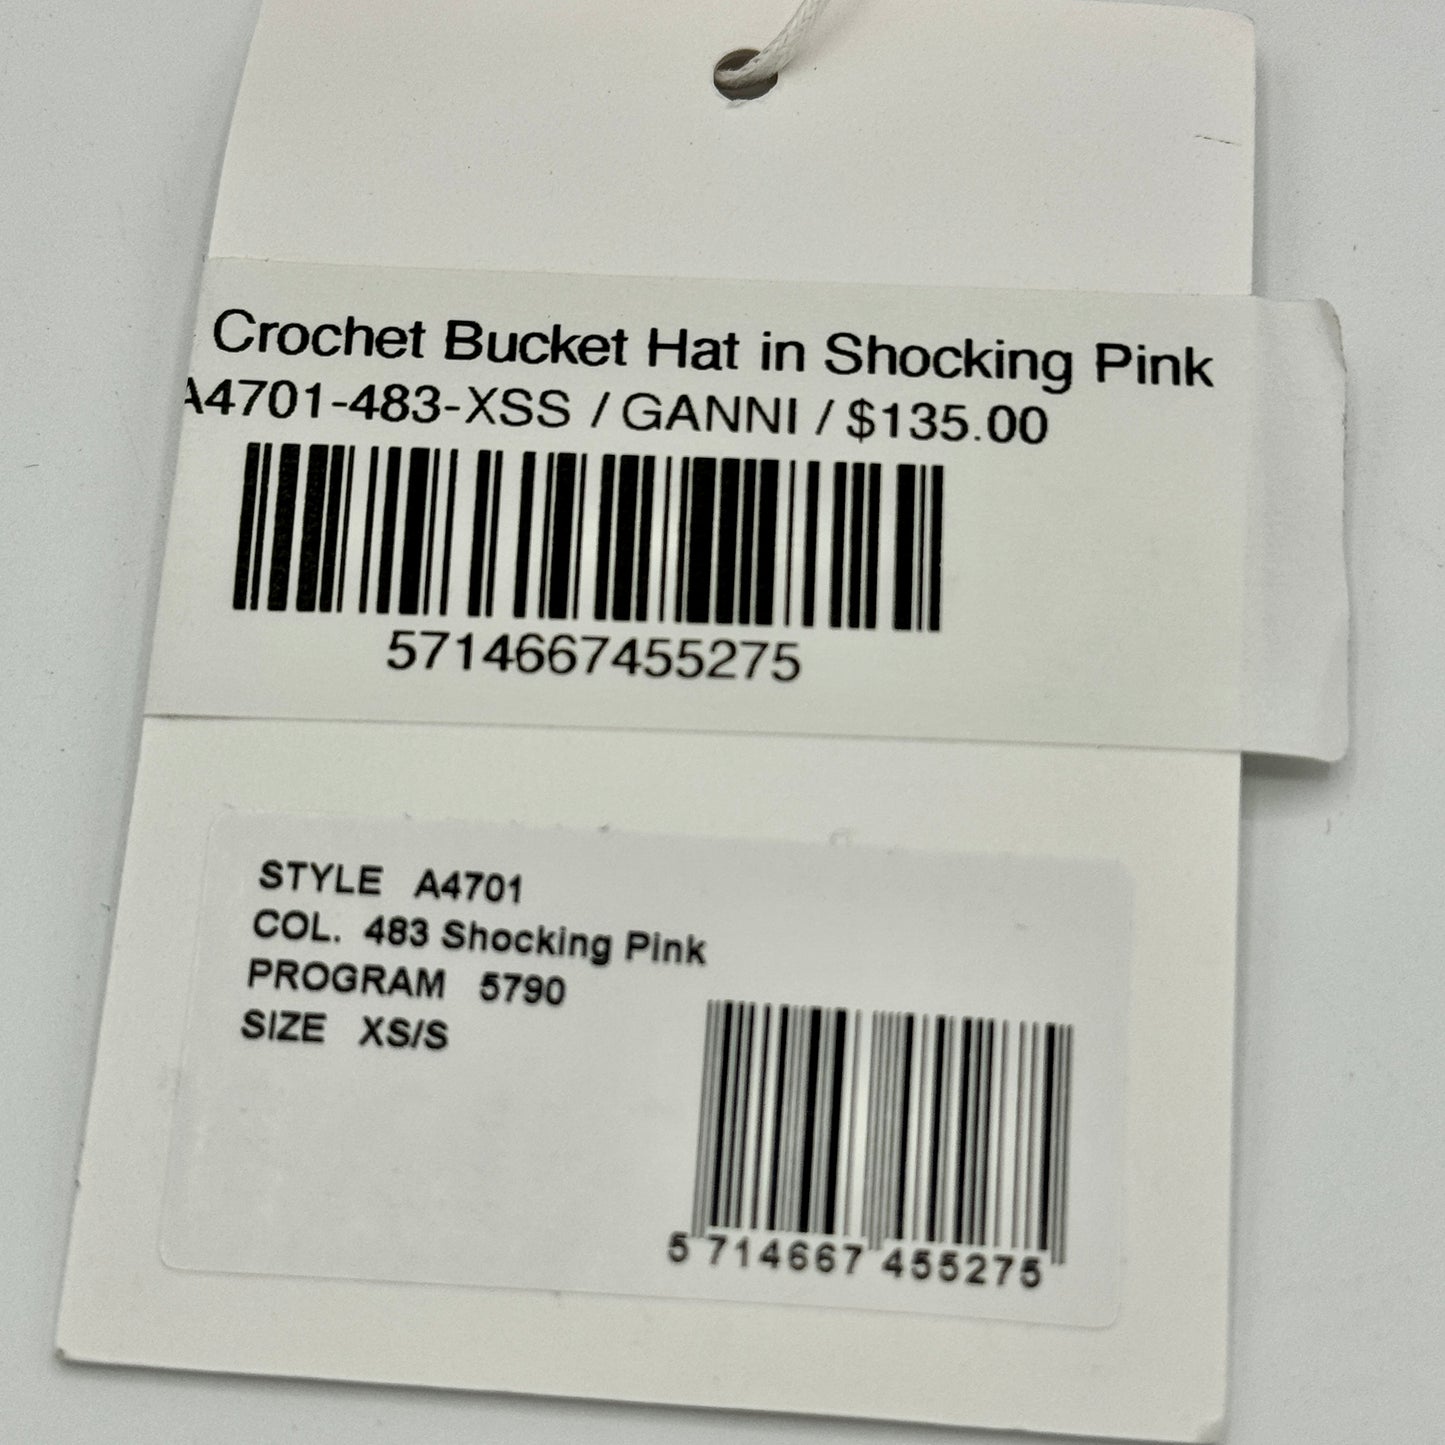 Crochet Bucket Hat in Shocking Pink
A4701-483-XSS / GANNI / $135.00
5714667455275
STYLE A4701
COL. 483 Shocking Pink
PROGRAM 5790
SIZE XS/S
5 714667 455275